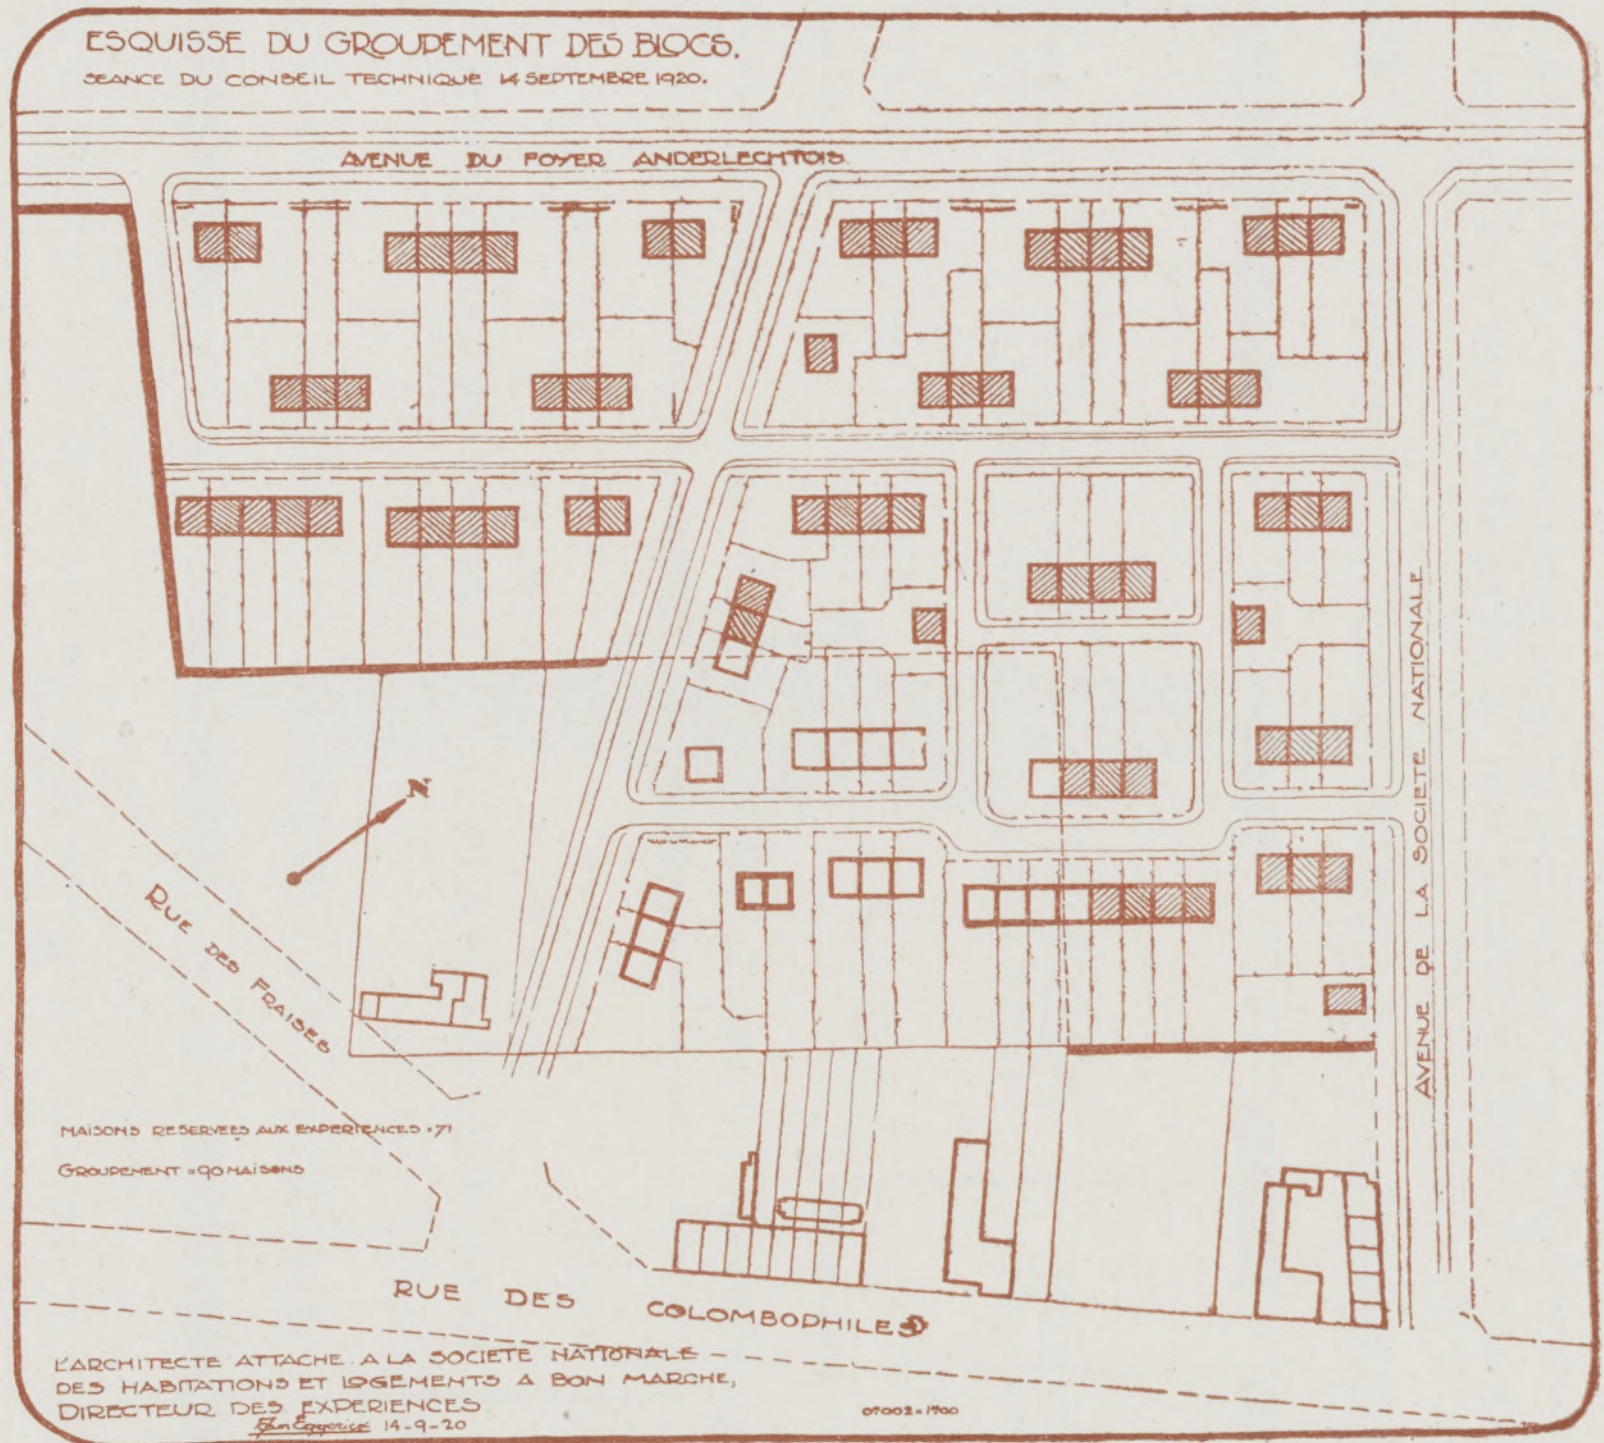 ESQUISSE DU GROUPEMENT DES BLOCS.
SEANCE DU CONSEIL TECHNIQUE 14 SEPTEMBRE 1920.
AVENUE DU FOYER ANDERLECHTOIS
AVENUE DE LA SOCIETE NATIONALE
N
RUE DES FRAISES
MAISONS RESERVEES AUX EXPERIENCES = 71
GROUPEMENT = 90 MAISONS
RUE DES COLOMBOPHILES
L'ARCHITECTE ATTACHE A LA SOCIETE NATIONALE
DES HABITATIONS ET LOGEMENTS A BON MARCHE,
DIRECTEUR DES EXPERIENCES
Jean Eggericx 14-9-20